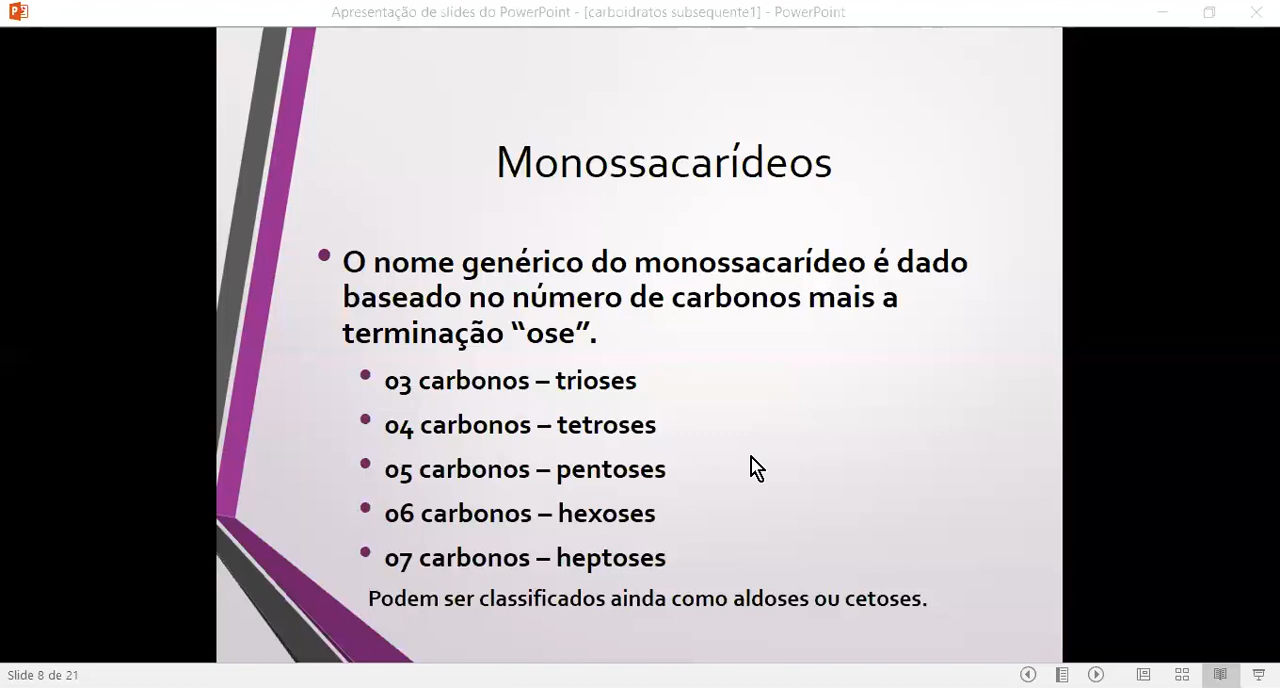 Apresentação de slides do PowerPoint - [carboidratos subsequente1] - PowerPoint
Monossacarídeos
• O nome genérico do monossacarídeo é dado
baseado no número de carbonos mais a
terminação “ose”.
• 03 carbonos – trioses
• 04 carbonos – tetroses
• 05 carbonos – pentoses
• 06 carbonos – hexoses
• 07 carbonos – heptoses
Podem ser classificados ainda como aldoses ou cetoses.
Slide 8 de 21